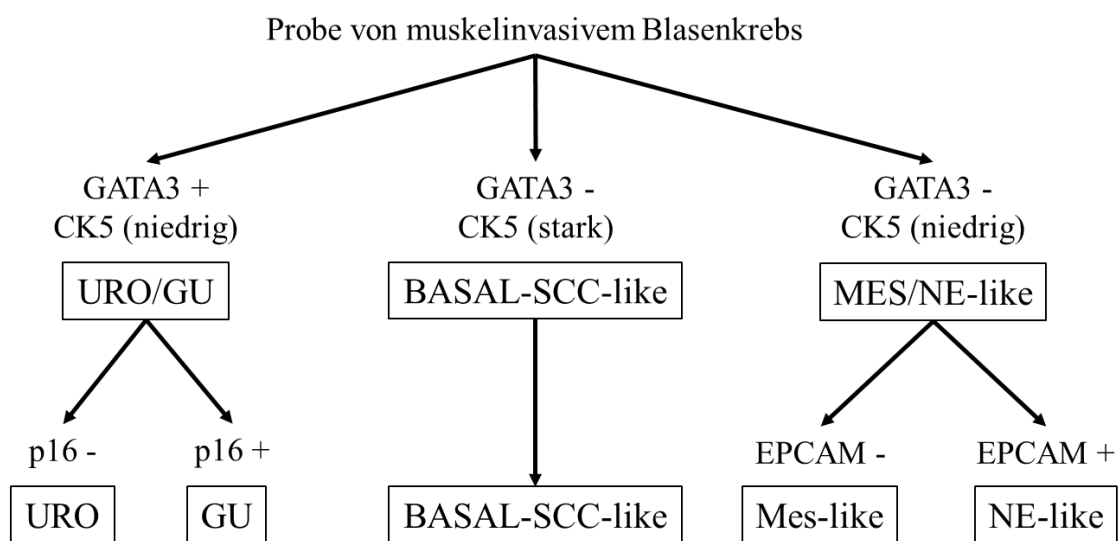 Probe von muskelinvasivem Blasenkrebs
GATA3 +
CK5 (niedrig)
URO/GU
GATA3 -
CK5 (stark)
BASAL-SCC-like
GATA3 -
CK5 (niedrig)
MES/NE-like
p16 -
URO
p16 +
GU
BASAL-SCC-like
EPCAM -
Mes-like
EPCAM +
NE-like